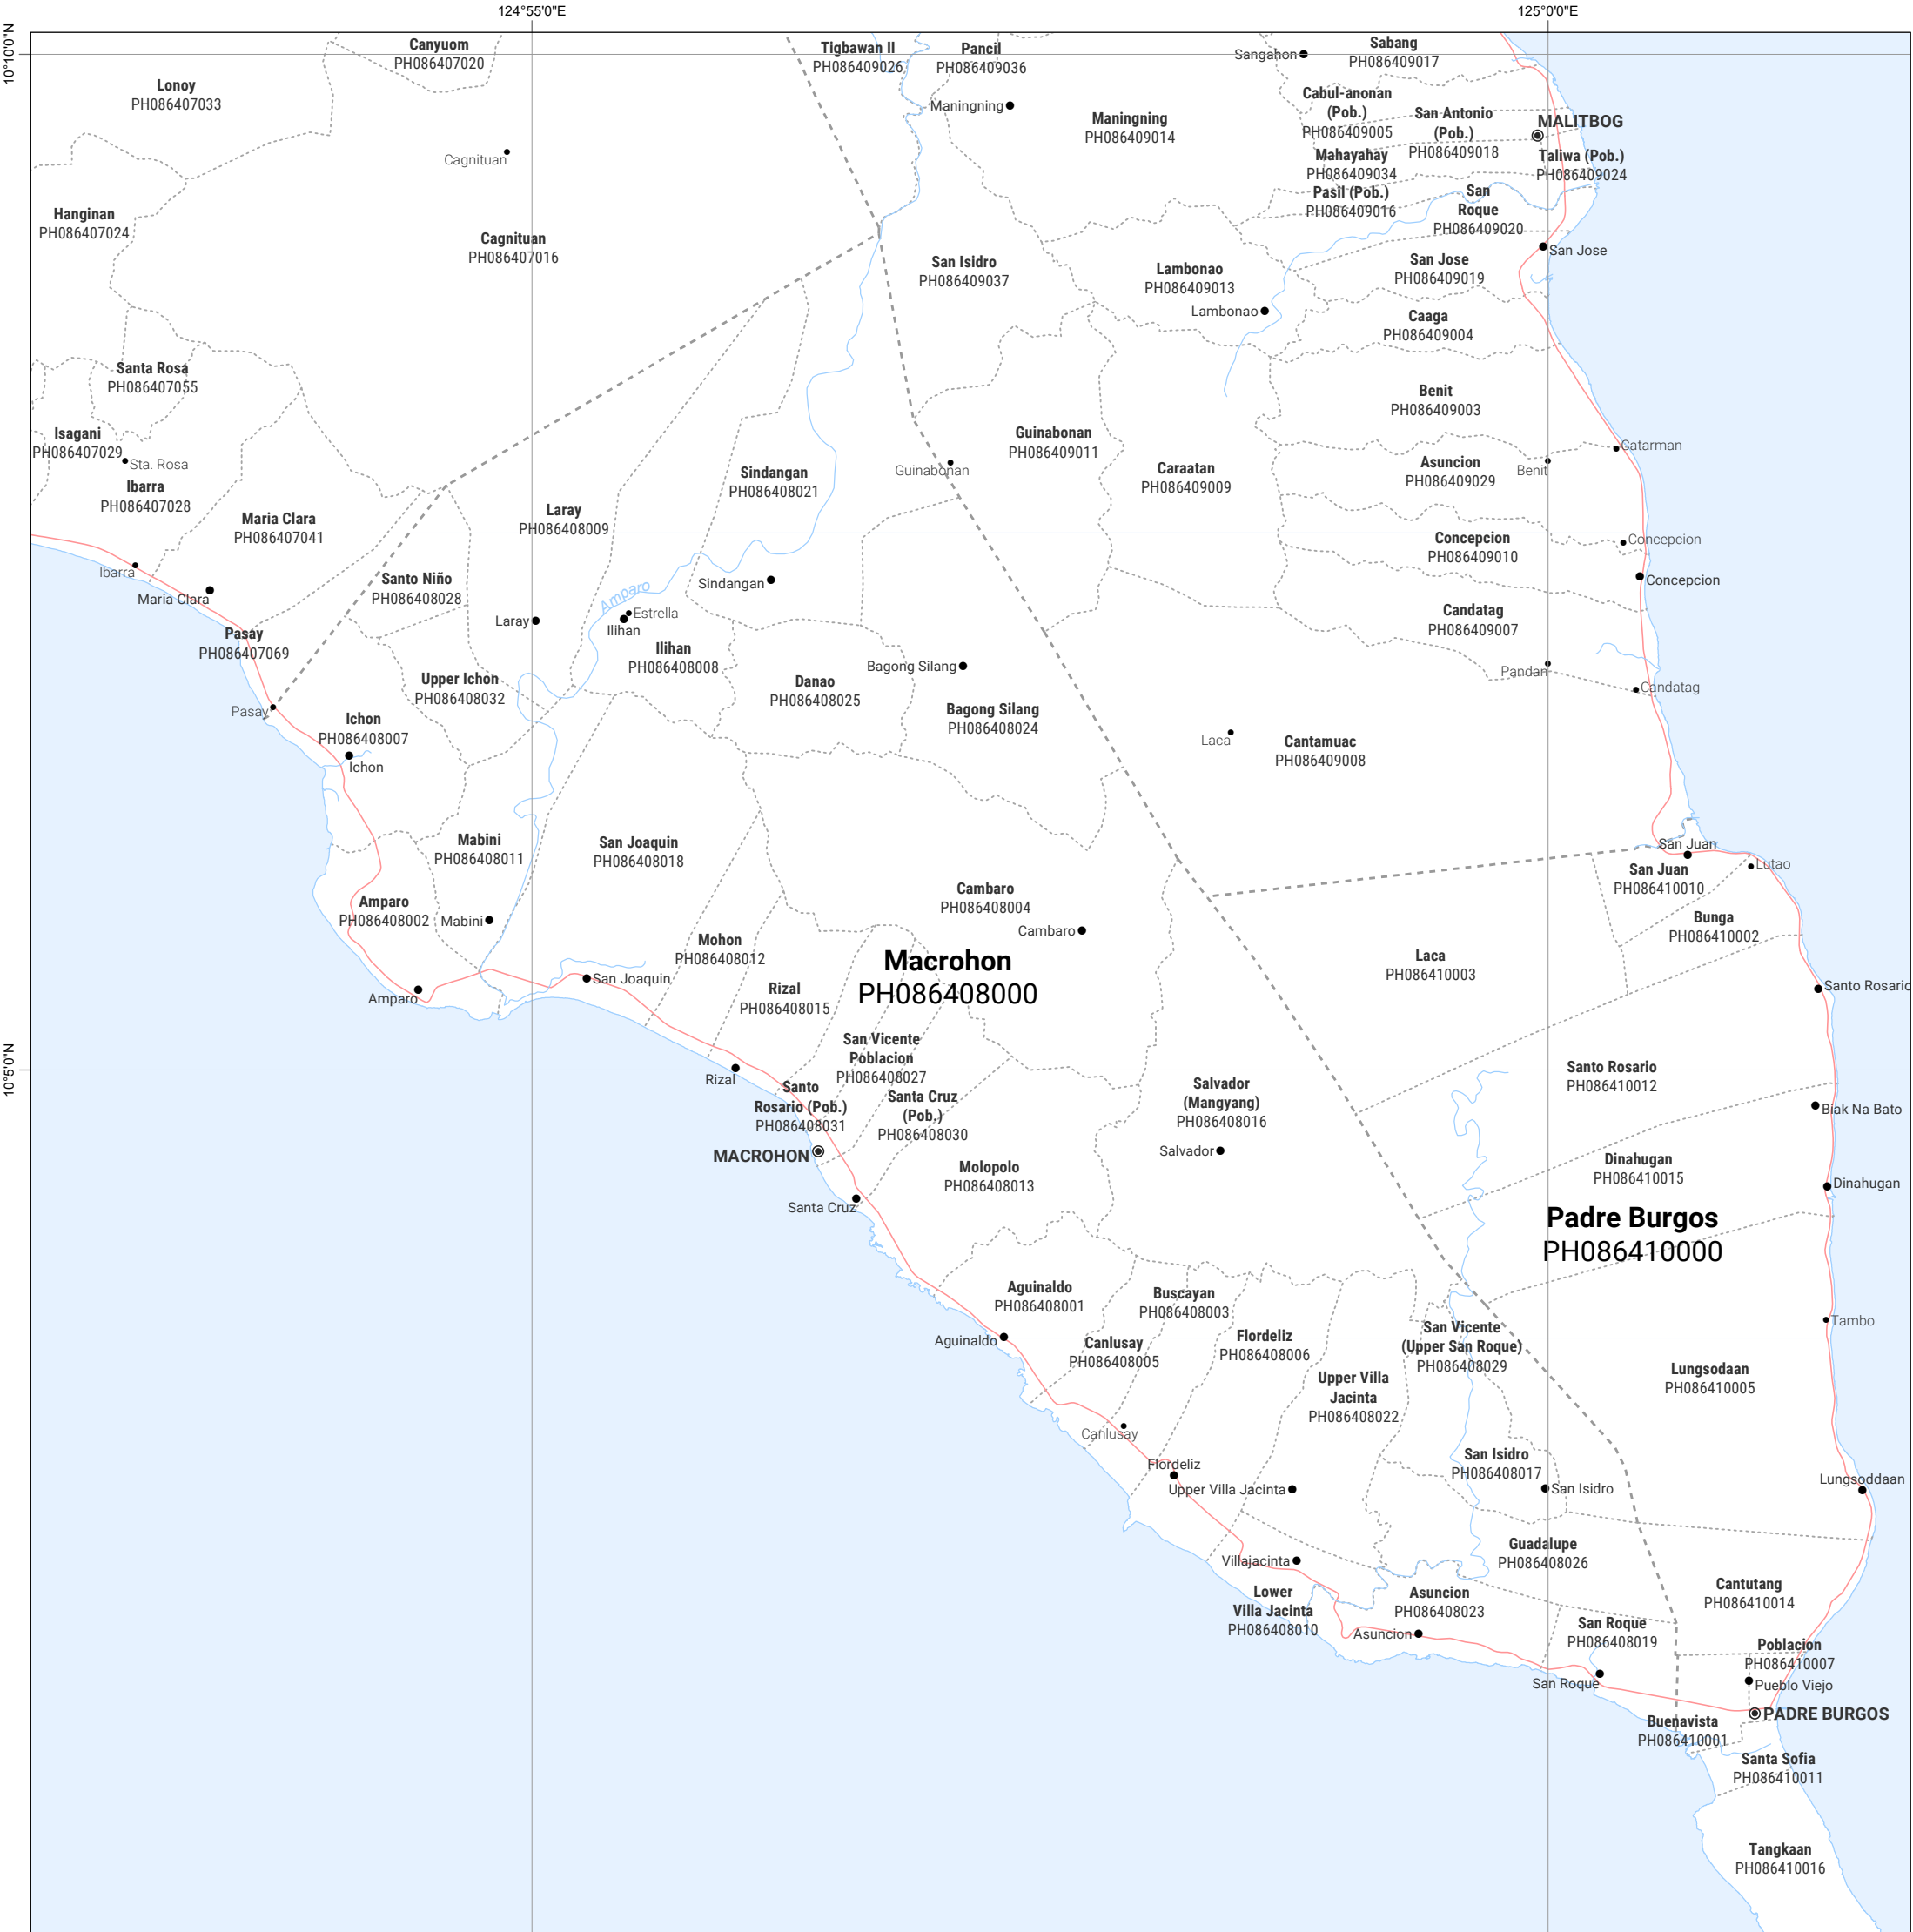 124°55'0"E
125°0'0"E
10°10'0"N
10°5'0"N
Canyuom
PH086407020
Lonoy
PH086407033
Tigbawan II
PH086409026
Pancil
PH086409036
Sangahon
Sabang
PH086409017
Maningning
Maningning
PH086409014
Cabul-anonan
(Pob.)
PH086409005
San Antonio
(Pob.)
PH086409018
MALITBOG
Taliwa (Pob.)
PH086409024
Mahayahay
PH086409034
Pasil (Pob.)
PH086409016
San
Roque
PH086409020
Cagnituan
Hanginan
PH086407024
Cagnituan
PH086407016
San Isidro
PH086409037
Lambonao
PH086409013
Lambonao
San Jose
PH086409019
San Jose
Caaga
PH086409004
Santa Rosa
PH086407055
Benit
PH086409003
Isagani
PH086407029
Sta. Rosa
Ibarra
PH086407028
Guinabonan
PH086409011
Guinabonan
Caraatan
PH086409009
Asuncion
PH086409029
Benit
Catarman
Sindangan
PH086408021
Laray
PH086408009
Maria Clara
PH086407041
Concepcion
PH086409010
Concepcion
Concepcion
Ibarra
Maria Clara
Santo Niño
PH086408028
Sindangan
Amparo
Estrella
Ilihan
Laray
Candatag
PH086409007
Pasay
PH086407069
Ilihan
PH086408008
Bagong Silang
Pandan
Candatag
Upper Ichon
PH086408032
Danao
PH086408025
Bagong Silang
PH086408024
Pasay
Ichon
PH086408007
Ichon
Laca
Cantamuac
PH086409008
Mabini
PH086408011
San Joaquin
PH086408018
San Juan
San Juan
PH086410010
Lutao
Cambaro
PH086408004
Cambaro
Amparo
PH086408002
Mabini
Bunga
PH086410002
Mohon
PH086408012
Macrohon
PH086408000
Laca
PH086410003
San Joaquin
Amparo
Rizal
PH086408015
Santo Rosario
San Vicente
Poblacion
PH086408027
Rizal
Santo
Rosario (Pob.)
PH086408031
Santa Cruz
(Pob.)
PH086408030
Salvador
(Mangyang)
PH086408016
Santo Rosario
PH086410012
Biak Na Bato
MACROHON
Salvador
Molopolo
PH086408013
Dinahugan
PH086410015
Dinahugan
Santa Cruz
Padre Burgos
PH086410000
Aguinaldo
PH086408001
Buscayan
PH086408003
Aguinaldo
Canlusay
PH086408005
Flordeliz
PH086408006
San Vicente
(Upper San Roque)
PH086408029
Tambo
Upper Villa
Jacinta
PH086408022
Lungsodaan
PH086410005
Canlusay
Flordeliz
Upper Villa Jacinta
San Isidro
PH086408017
San Isidro
Lungsoddaan
Villajacinta
Guadalupe
PH086408026
Lower
Villa Jacinta
PH086408010
Asuncion
PH086408023
Asuncion
Cantutang
PH086410014
San Roque
PH086408019
San Roque
Poblacion
PH086410007
Pueblo Viejo
PADRE BURGOS
Buenavista
PH086410001
Santa Sofia
PH086410011
Tangkaan
PH086410016